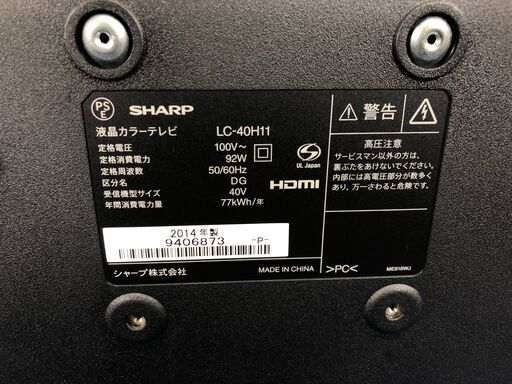 PS
E
SHARP
液晶カラーテレビ LC-40H11
定格電圧 100V～
定格消費電力 92W
定格周波数 50/60Hz
区分名 DG
受信機型サイズ 40V
年間消費電力量 77kWh/年
S
UL Japan
HDMI
2014年製
9406873 -P-
シャープ株式会社 MADE IN CHINA
警告
高圧注意
サービスマン以外の方は、
裏ぶたをあけないでください。
内部には高電圧部分が数多く
あり、万一さわると危険です。
>PC<
ME918WJ